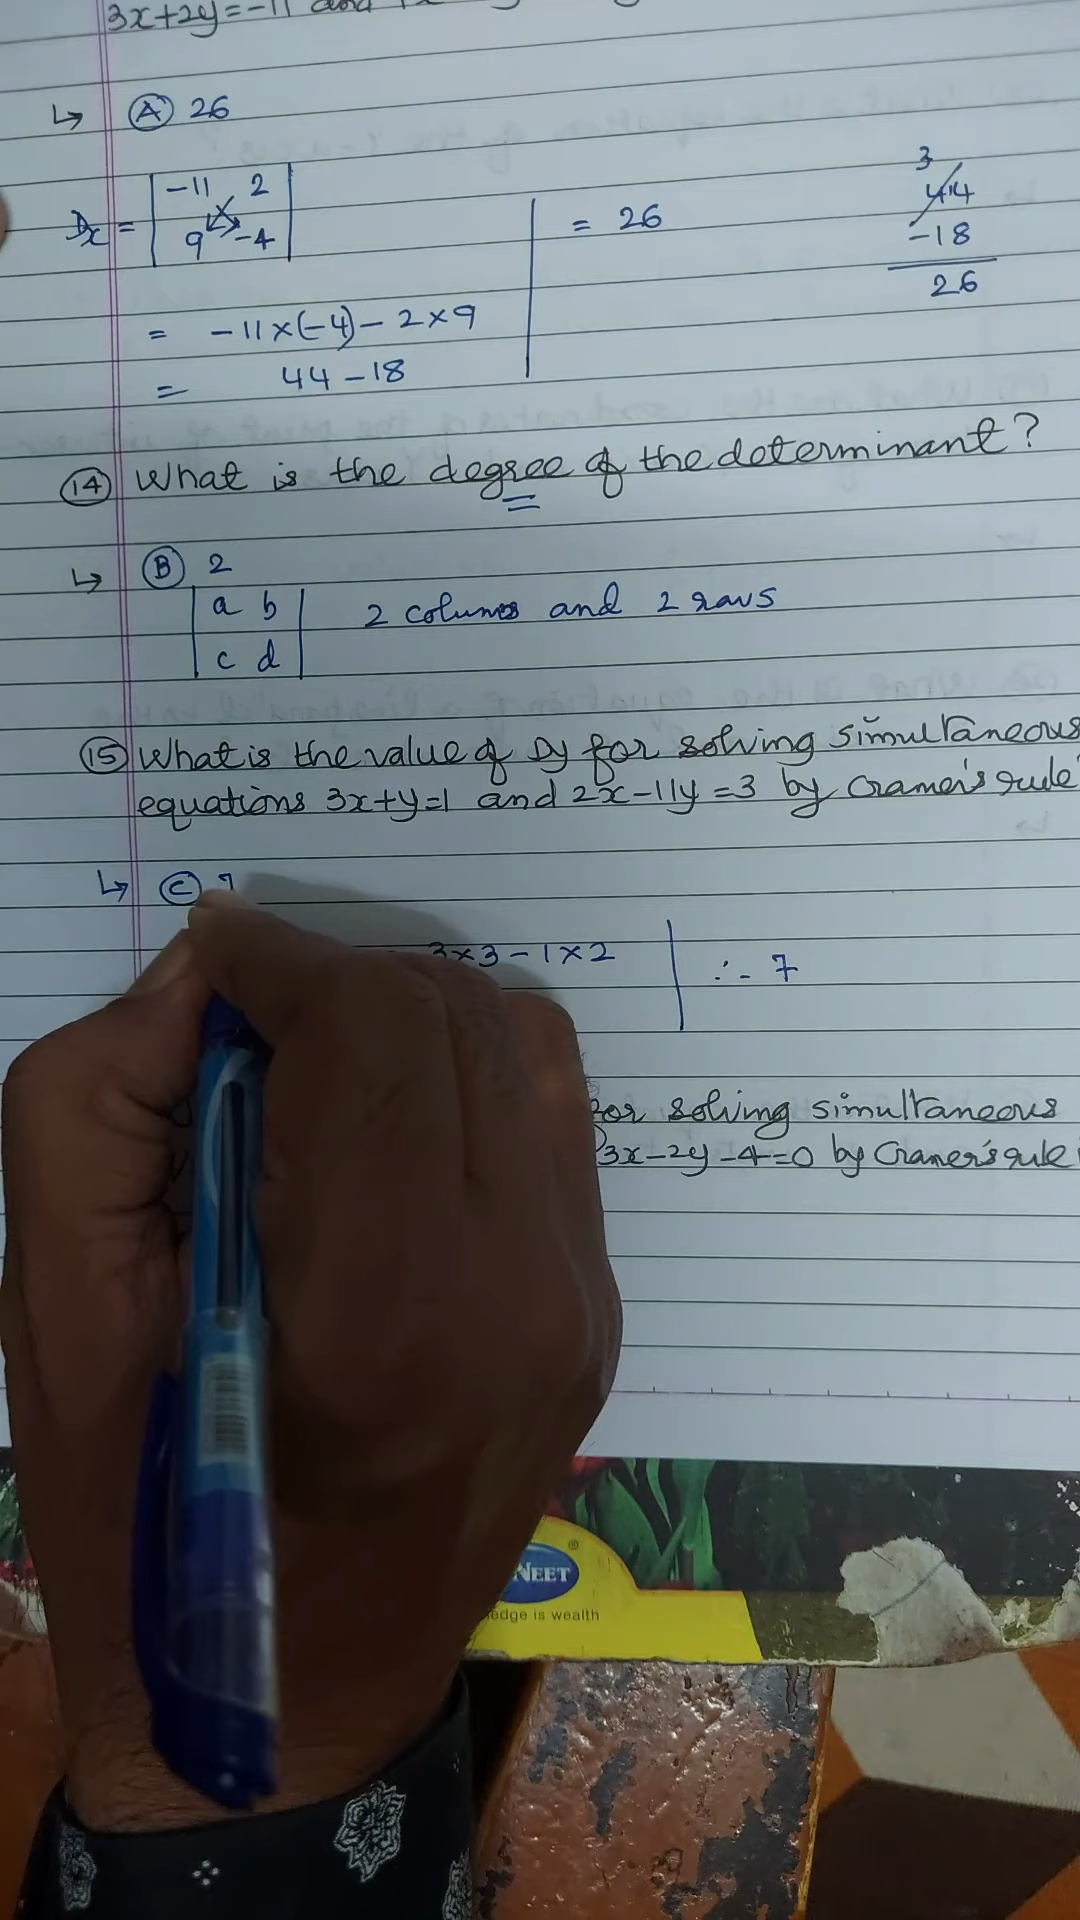 3x+2y=-11 and
↳ Ⓐ 26
Dx = | -11 2 |
| 9 -4 |
= 26
3
44
-18
26
= -11×(-4)-2×9
= 44-18
⑭ What is the degree of the determinant?
↳ Ⓑ 2
| a b |
| c d |
2 columns and 2 raws
⑮ What is the value of Dy for solving simultaneous
equations 3x+y=1 and 2x-11y=3 by Cramer's rule
↳ Ⓒ 7
3×3-1×2
∴ 7
for solving simultaneous
3x-2y-4=0 by Cramer's rule
NEET
®
edge is wealth